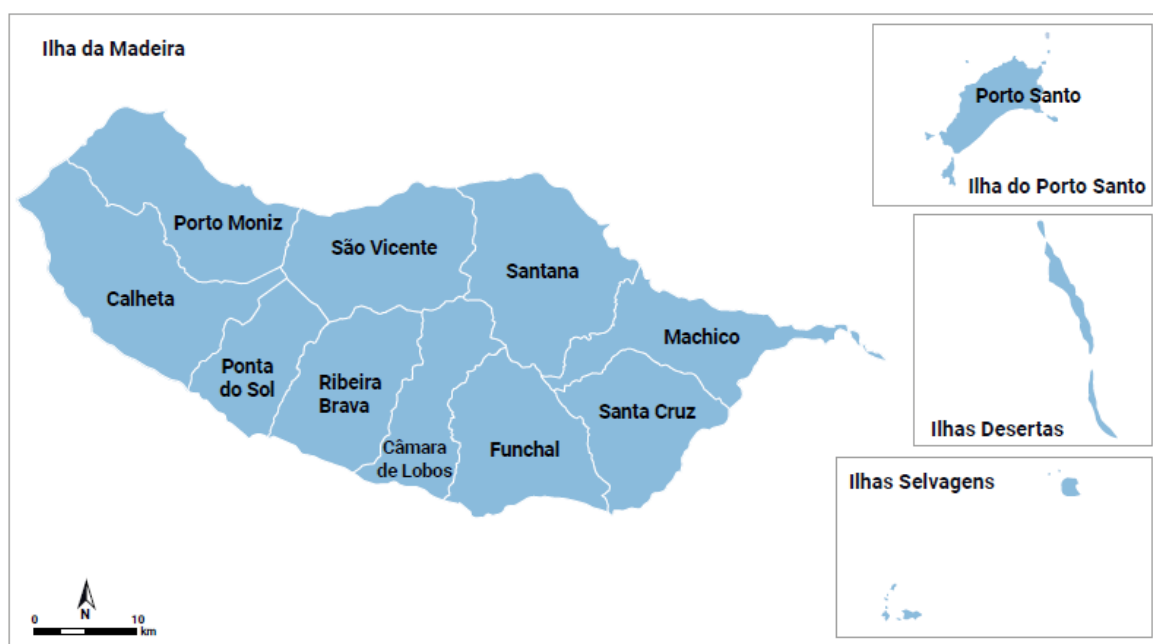 Ilha da Madeira
Porto Santo
Ilha do Porto Santo
Porto Moniz
São Vicente
Santana
Calheta
Machico
Ponta
do Sol
Ribeira
Brava
Santa Cruz
Câmara
de Lobos
Funchal
Ilhas Desertas
Ilhas Selvagens
N
0 10
km